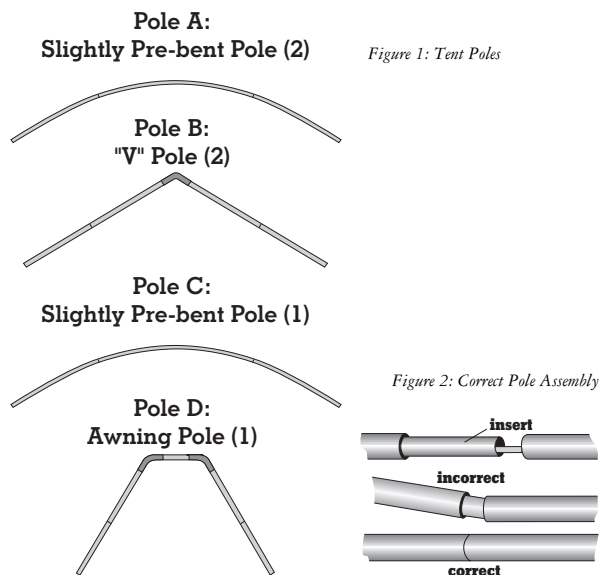 Pole A:
Slightly Pre-bent Pole (2)
Figure 1: Tent Poles
Pole B:
"V" Pole (2)
Pole C:
Slightly Pre-bent Pole (1)
Figure 2: Correct Pole Assembly
Pole D:
Awning Pole (1)
insert
incorrect
correct